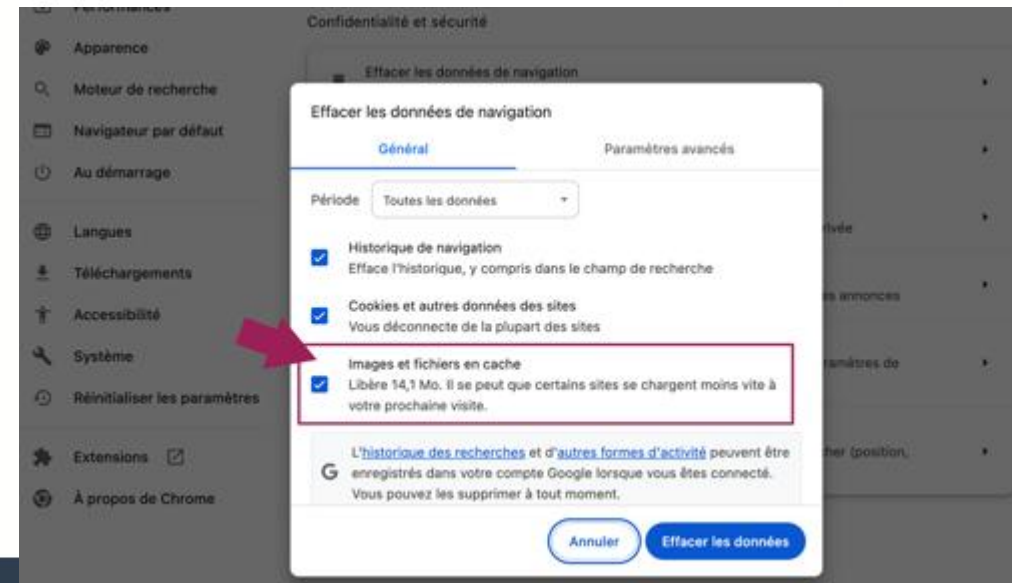 Performances
Apparence
Moteur de recherche
Navigateur par défaut
Au démarrage
Langues
Téléchargements
Accessibilité
Système
Réinitialiser les paramètres
Extensions
À propos de Chrome
Confidentialité et sécurité
Effacer les données de navigation
Effacer les données de navigation
Général
Paramètres avancés
Période
Toutes les données
Historique de navigation
Efface l'historique, y compris dans le champ de recherche
Cookies et autres données des sites
Vous déconnecte de la plupart des sites
Images et fichiers en cache
Libère 14,1 Mo. Il se peut que certains sites se chargent moins vite à
votre prochaine visite.
G
L'historique des recherches et d'autres formes d'activité peuvent être
enregistrés dans votre compte Google lorsque vous êtes connecté.
Vous pouvez les supprimer à tout moment.
Annuler
Effacer les données
annonces
de
(position,